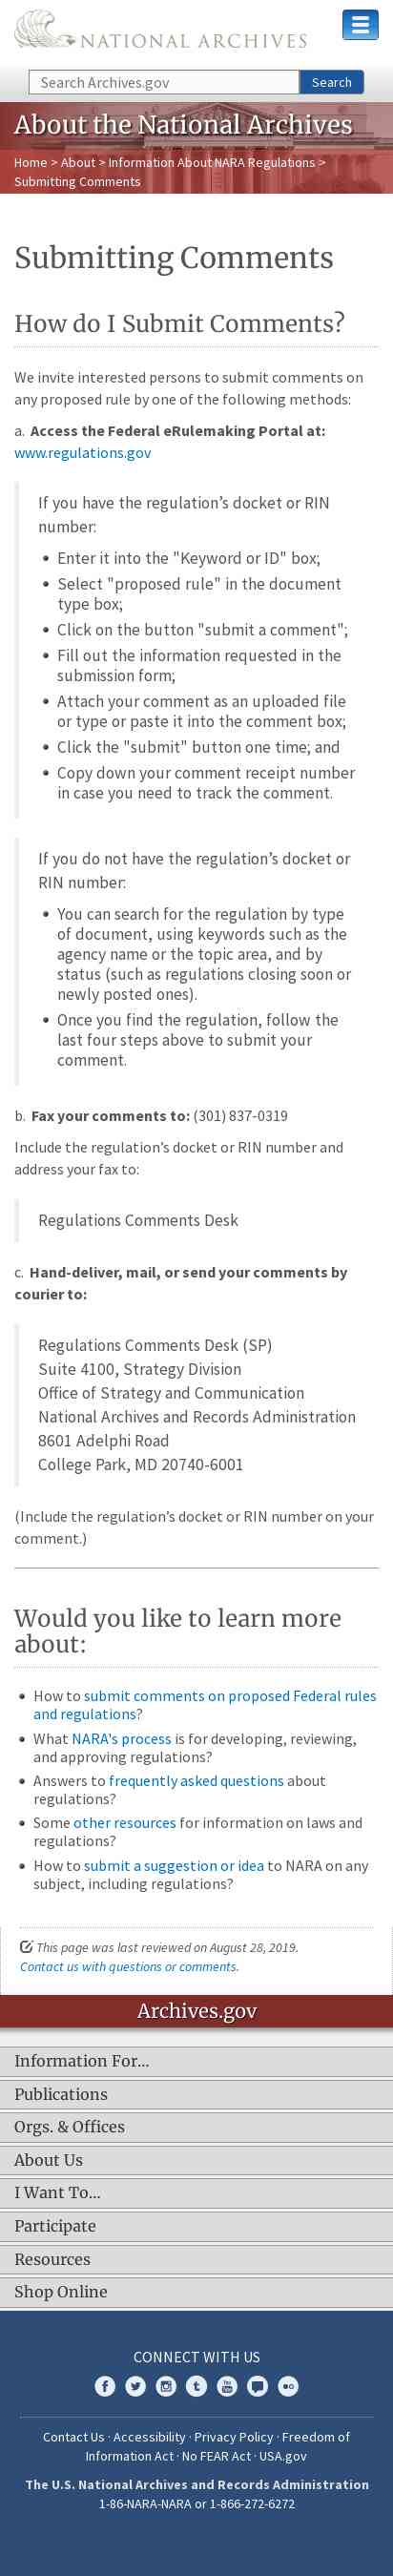 NATIONAL ARCHIVES
Search Archives.gov
Search
About the National Archives
Home > About > Information About NARA Regulations >
Submitting Comments
Submitting Comments
How do I Submit Comments?
We invite interested persons to submit comments on
any proposed rule by one of the following methods:
a. Access the Federal eRulemaking Portal at:
www.regulations.gov
If you have the regulation’s docket or RIN
number:
Enter it into the "Keyword or ID" box;
Select "proposed rule" in the document
type box;
Click on the button "submit a comment";
Fill out the information requested in the
submission form;
Attach your comment as an uploaded file
or type or paste it into the comment box;
Click the "submit" button one time; and
Copy down your comment receipt number
in case you need to track the comment.
If you do not have the regulation’s docket or
RIN number:
You can search for the regulation by type
of document, using keywords such as the
agency name or the topic area, and by
status (such as regulations closing soon or
newly posted ones).
Once you find the regulation, follow the
last four steps above to submit your
comment.
b. Fax your comments to: (301) 837-0319
Include the regulation’s docket or RIN number and
address your fax to:
Regulations Comments Desk
c. Hand-deliver, mail, or send your comments by
courier to:
Regulations Comments Desk (SP)
Suite 4100, Strategy Division
Office of Strategy and Communication
National Archives and Records Administration
8601 Adelphi Road
College Park, MD 20740-6001
(Include the regulation’s docket or RIN number on your
comment.)
Would you like to learn more
about:
How to submit comments on proposed Federal rules
and regulations?
What NARA's process is for developing, reviewing,
and approving regulations?
Answers to frequently asked questions about
regulations?
Some other resources for information on laws and
regulations?
How to submit a suggestion or idea to NARA on any
subject, including regulations?
This page was last reviewed on August 28, 2019.
Contact us with questions or comments.
Archives.gov
Information For…
Publications
Orgs. & Offices
About Us
I Want To…
Participate
Resources
Shop Online
CONNECT WITH US
Contact Us · Accessibility · Privacy Policy · Freedom of
Information Act · No FEAR Act · USA.gov
The U.S. National Archives and Records Administration
1-86-NARA-NARA or 1-866-272-6272